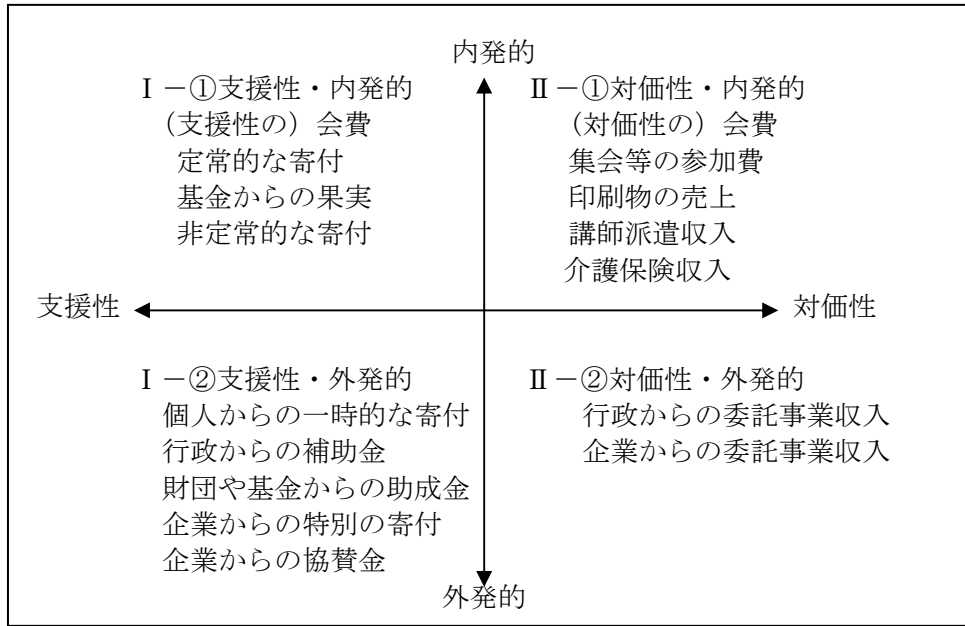 内発的
Ⅰ－①支援性・内発的
（支援性の）会費
定常的な寄付
基金からの果実
非定常的な寄付
Ⅱ－①対価性・内発的
（対価性の）会費
集会等の参加費
印刷物の売上
講師派遣収入
介護保険収入
支援性
対価性
Ⅰ－②支援性・外発的
個人からの一時的な寄付
行政からの補助金
財団や基金からの助成金
企業からの特別の寄付
企業からの協賛金
Ⅱ－②対価性・外発的
行政からの委託事業収入
企業からの委託事業収入
外発的